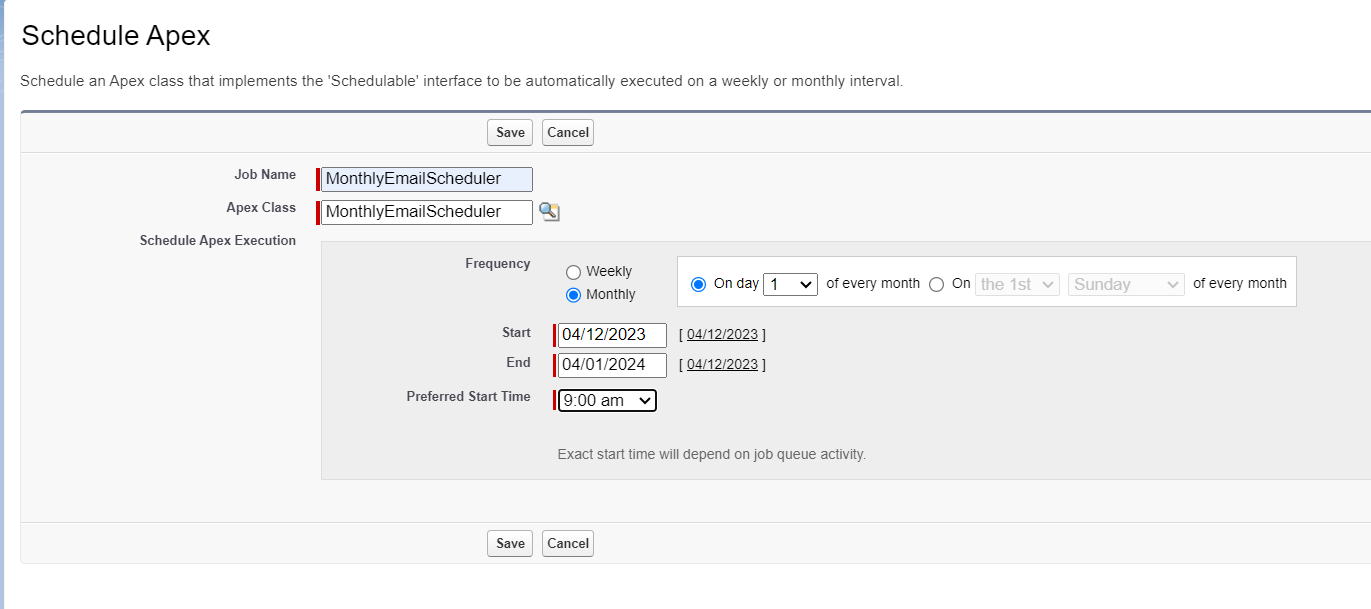 Schedule Apex
Schedule an Apex class that implements the 'Schedulable' interface to be automatically executed on a weekly or monthly interval.
Save Cancel
Job Name MonthlyEmailScheduler
Apex Class MonthlyEmailScheduler
Schedule Apex Execution
Frequency Weekly
Monthly
On day 1 of every month On the 1st Sunday of every month
Start 04/12/2023 [ 04/12/2023 ]
End 04/01/2024 [ 04/12/2023 ]
Preferred Start Time 9:00 am
Exact start time will depend on job queue activity.
Save Cancel